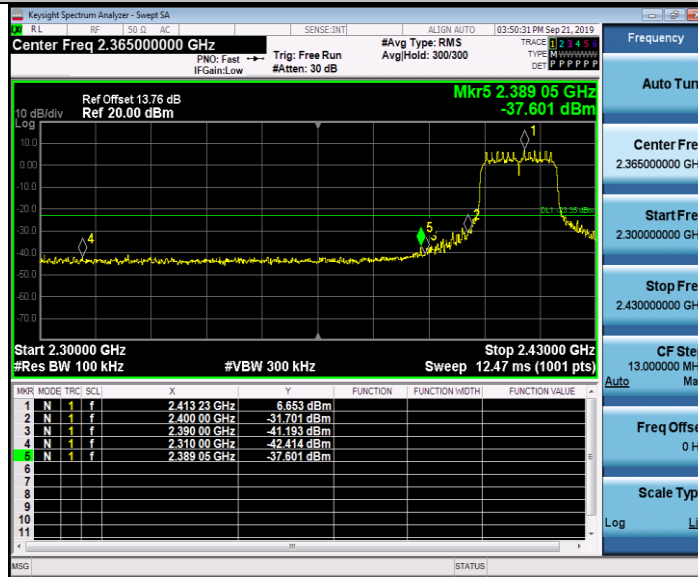 Keysight Spectrum Analyzer - Swept SA
RL RF 50 Ω AC SENSE:INT ALIGN AUTO 03:50:31 PM Sep 21, 2019
Center Freq 2.365000000 GHz
PNO: Fast
IFGain:Low
Trig: Free Run
#Atten: 30 dB
#Avg Type: RMS
Avg|Hold: 300/300
TRACE 1 2 3 4 5 6
TYPE M WWWWW
DET P P P P P P
Frequency
Ref Offset 13.76 dB
10 dB/div Ref 20.00 dBm
Log
Mkr5 2.389 05 GHz
-37.601 dBm
10.0
0.00
-10.0
-20.0
-30.0
-40.0
-50.0
-60.0
-70.0
1
2
3
4
5
Start 2.30000 GHz
#Res BW 100 kHz
#VBW 300 kHz
Stop 2.43000 GHz
Sweep 12.47 ms (1001 pts)
MKR MODE TRC SCL X Y FUNCTION FUNCTION WIDTH FUNCTION VALUE
1 N 1 f 2.413 23 GHz 6.653 dBm
2 N 1 f 2.400 00 GHz -31.701 dBm
3 N 1 f 2.390 00 GHz -41.193 dBm
4 N 1 f 2.310 00 GHz -42.414 dBm
5 N 1 f 2.389 05 GHz -37.601 dBm
6
7
8
9
10
11
MSG STATUS
Auto Tun
Center Fre
2.365000000 GH
Start Fre
2.300000000 GH
Stop Fre
2.430000000 GH
CF Ste
13.000000 MH
Auto Ma
Freq Offse
0 H
Scale Typ
Log Li